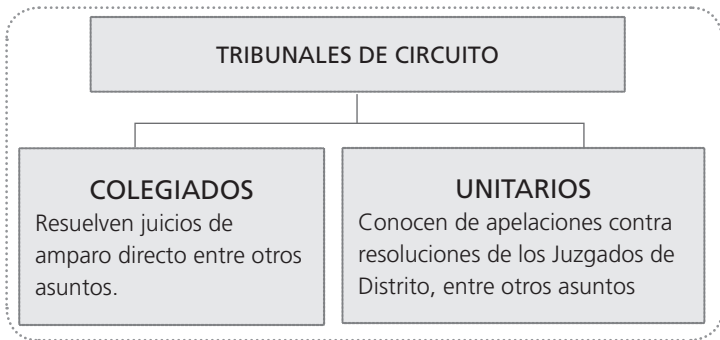 TRIBUNALES DE CIRCUITO
COLEGIADOS
Resuelven juicios de
amparo directo entre otros
asuntos.
UNITARIOS
Conocen de apelaciones contra
resoluciones de los Juzgados de
Distrito, entre otros asuntos